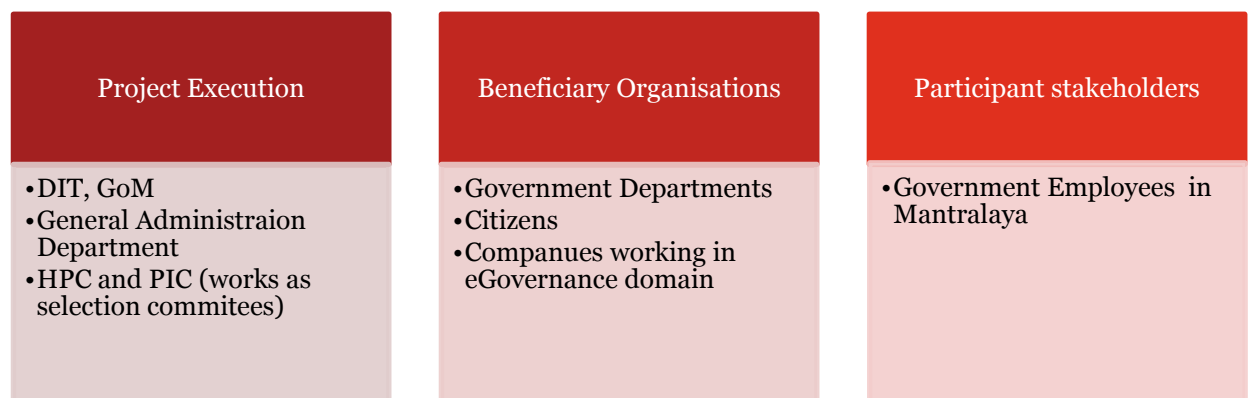 Project Execution
•DIT, GoM
•General Administraion
Department
•HPC and PIC (works as
selection commitees)
Beneficiary Organisations
•Government Departments
•Citizens
•Companues working in
eGovernance domain
Participant stakeholders
•Government Employees in
Mantralaya